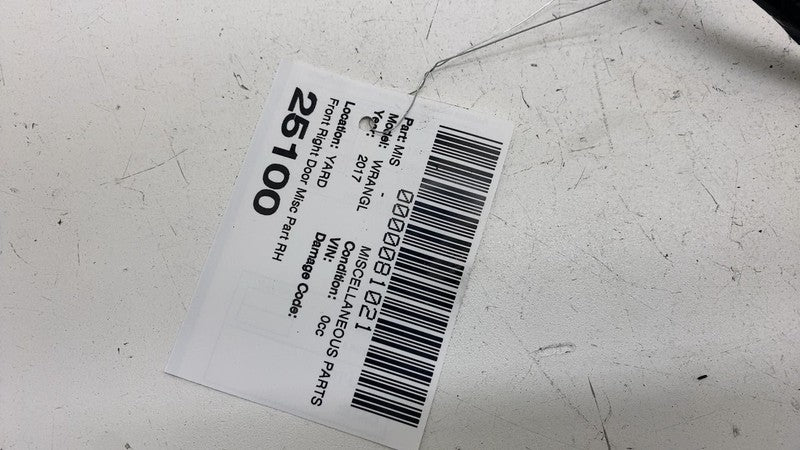 0000081021
Part: MIS - MISCELLANEOUS PARTS
Model: WRANGL Condition: 0cc
Year: 2017 VIN:
Location: YARD Damage Code:
Front Right Door Misc Part RH
25100